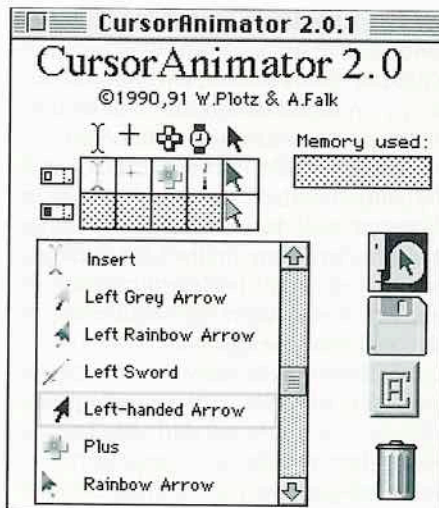 CursorAnimator 2.0.1
CursorAnimator 2.0
©1990,91 W.Plotz & A.Falk
Memory used:
Insert
Left Grey Arrow
Left Rainbow Arrow
Left Sword
Left-handed Arrow
Plus
Rainbow Arrow